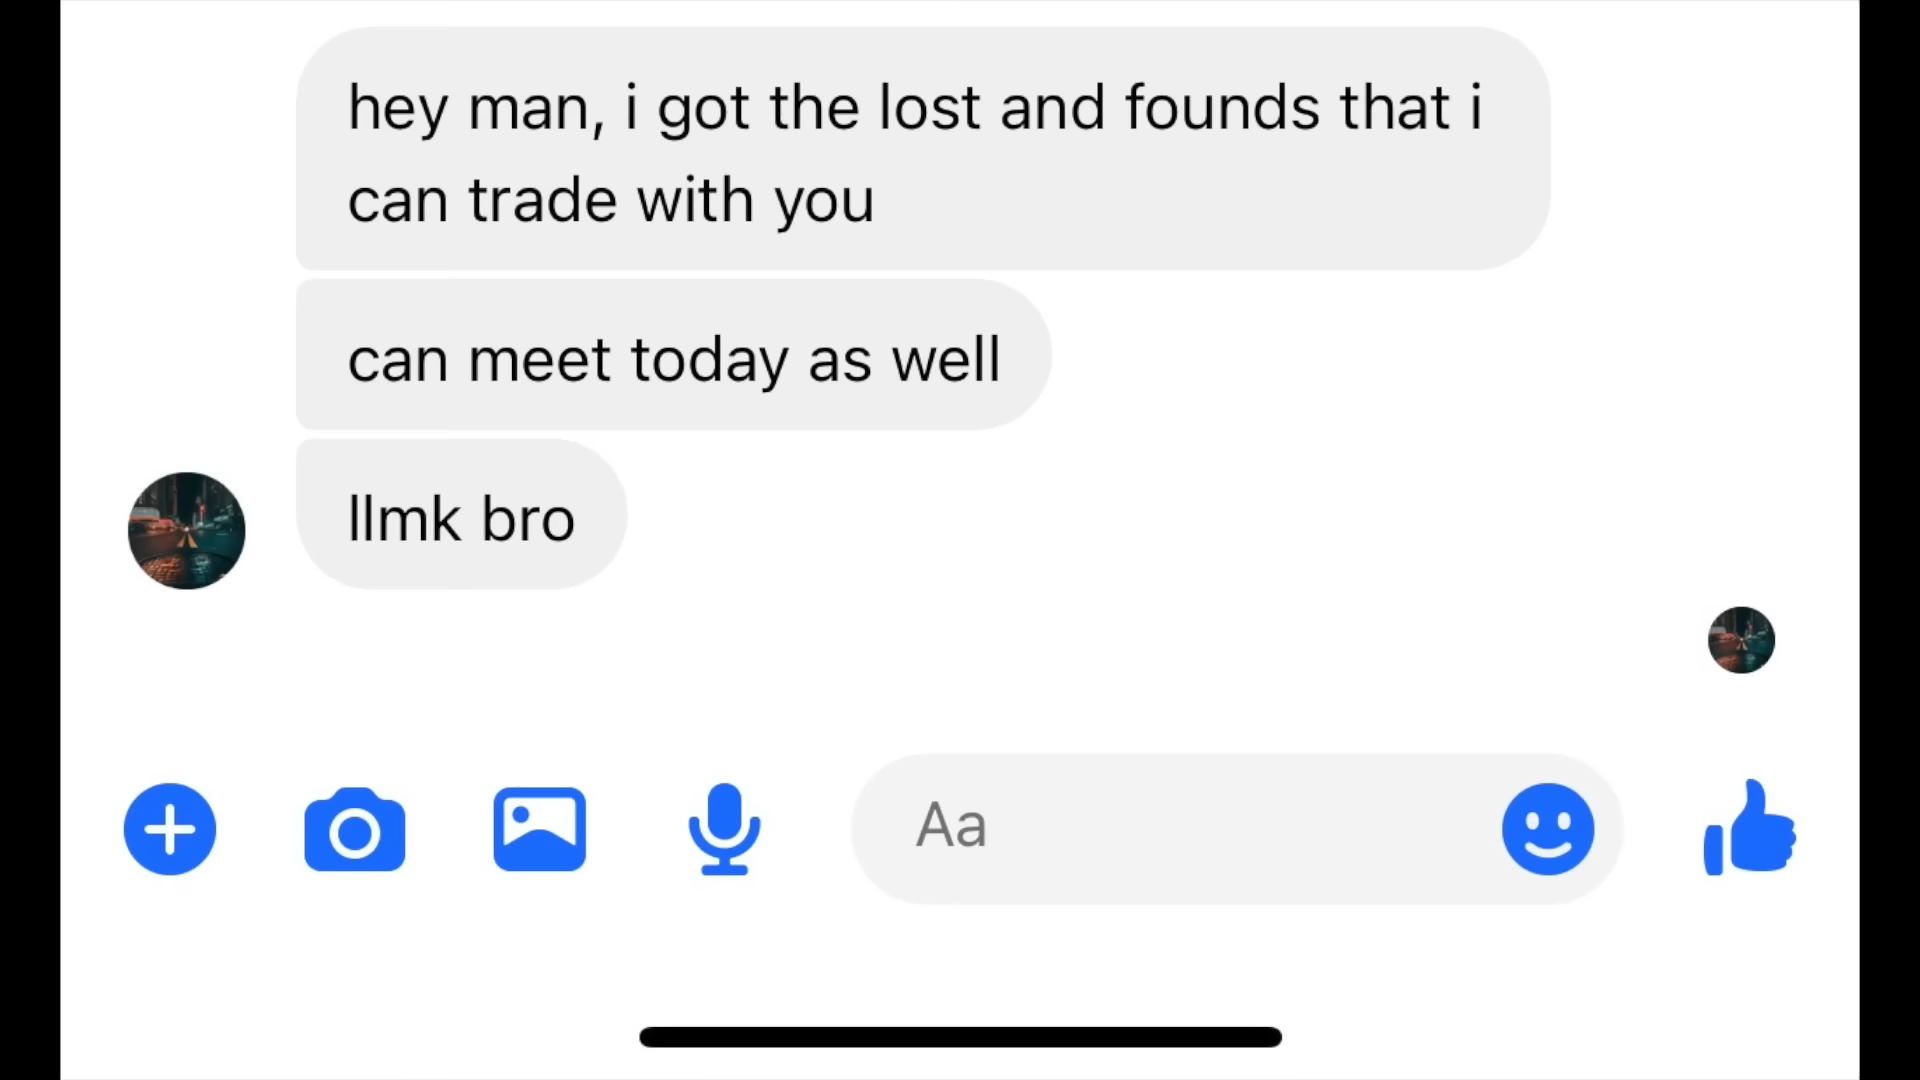 hey man, i got the lost and founds that i
can trade with you
can meet today as well
llmk bro
Aa